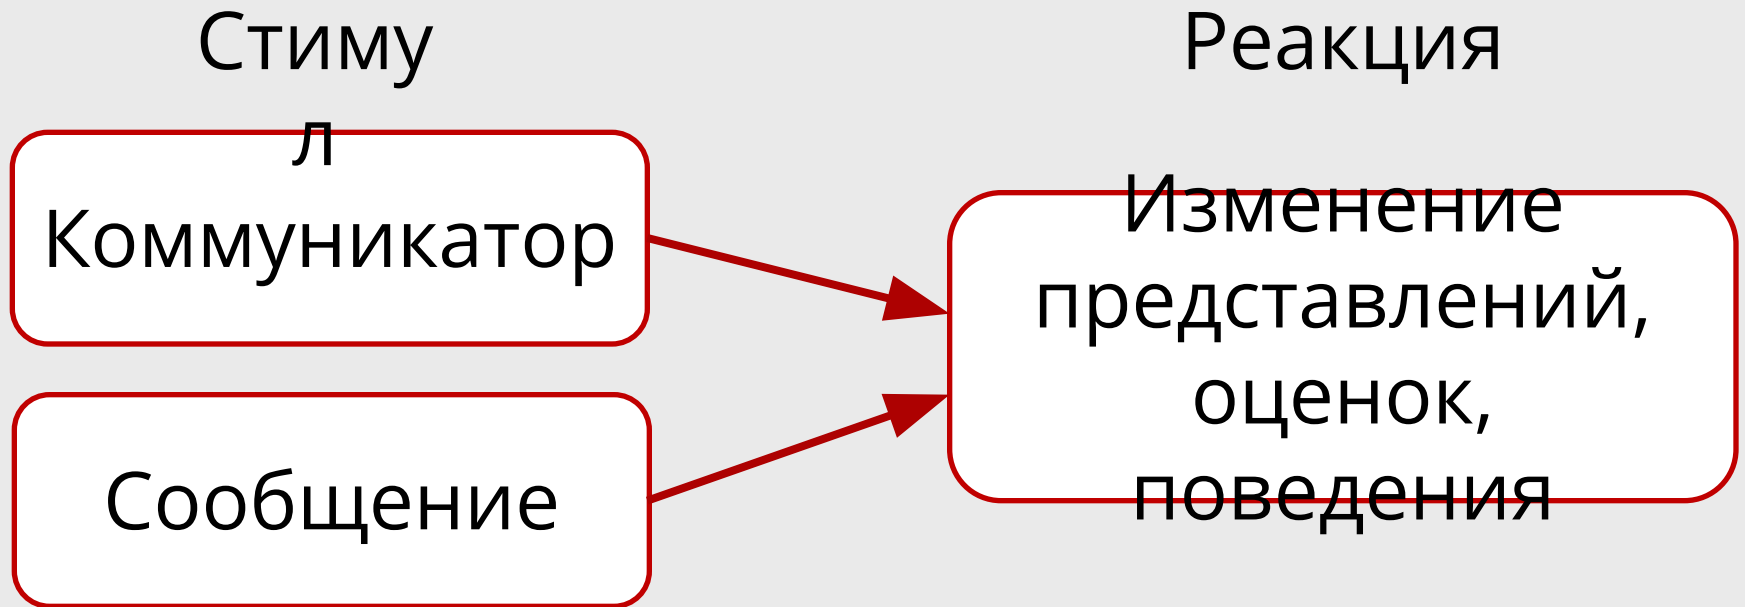 Стиму
л
Коммуникатор
Сообщение
Реакция
Изменение
представлений,
оценок,
поведения